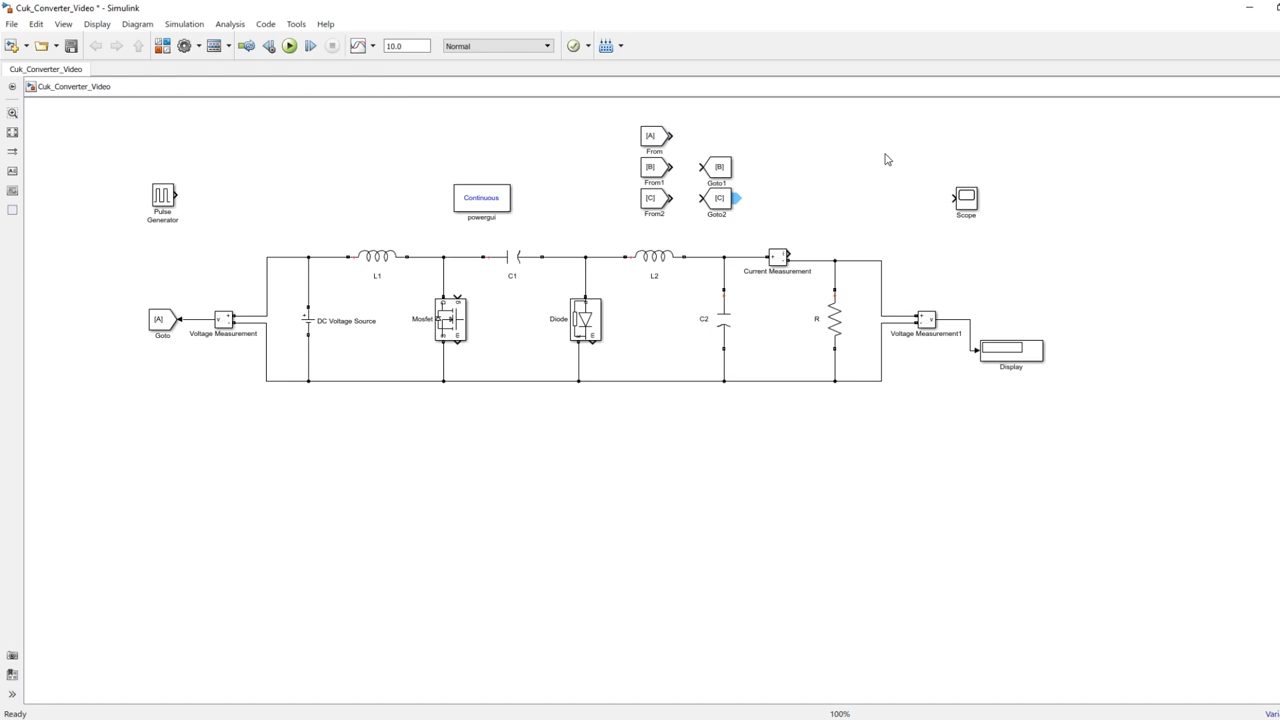 Cuk_Converter_Video * - Simulink
File Edit View Display Diagram Simulation Analysis Code Tools Help
10.0 Normal
Cuk_Converter_Video
Cuk_Converter_Video
[A]
From
[B] [B]
From1 Goto1
Continuous [C] [C]
powergui From2 Goto2
Pulse
Generator
Scope
L1 C1 L2 Current Measurement
[A] v DC Voltage Source Mosfet Diode C2 R v
Goto Voltage Measurement Voltage Measurement1
Display
Ready 100% Vari